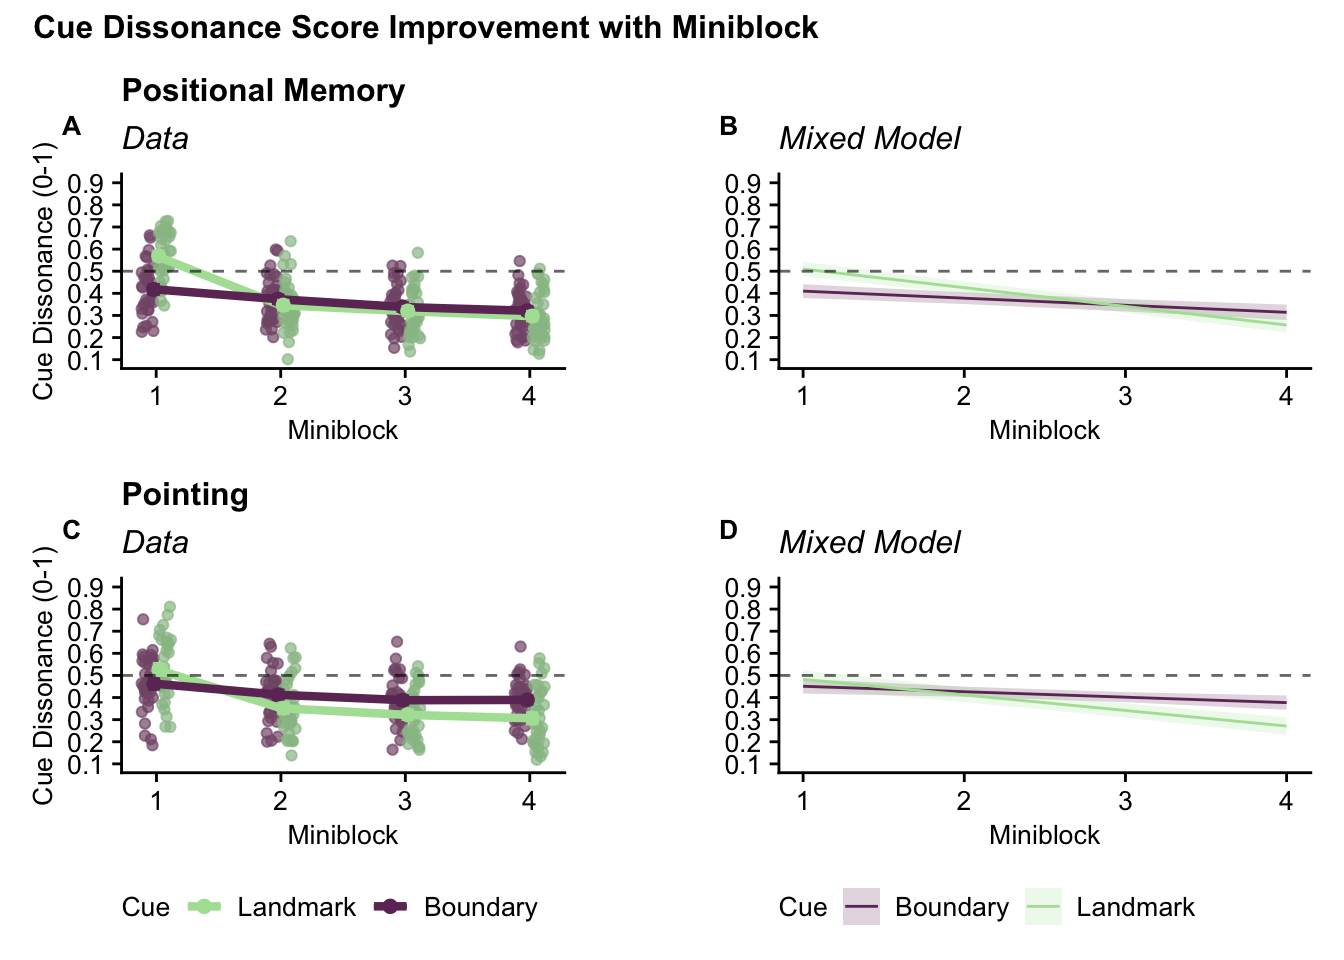 Cue Dissonance Score Improvement with Miniblock
Positional Memory
A
Data
Cue Dissonance (0-1)
0.9
0.8
0.7
0.6
0.5
0.4
0.3
0.2
0.1
1 2 3 4
Miniblock
B
Mixed Model
0.9
0.8
0.7
0.6
0.5
0.4
0.3
0.2
0.1
1 2 3 4
Miniblock
Pointing
C
Data
Cue Dissonance (0-1)
0.9
0.8
0.7
0.6
0.5
0.4
0.3
0.2
0.1
1 2 3 4
Miniblock
D
Mixed Model
0.9
0.8
0.7
0.6
0.5
0.4
0.3
0.2
0.1
1 2 3 4
Miniblock
Cue Landmark Boundary
Cue Boundary Landmark